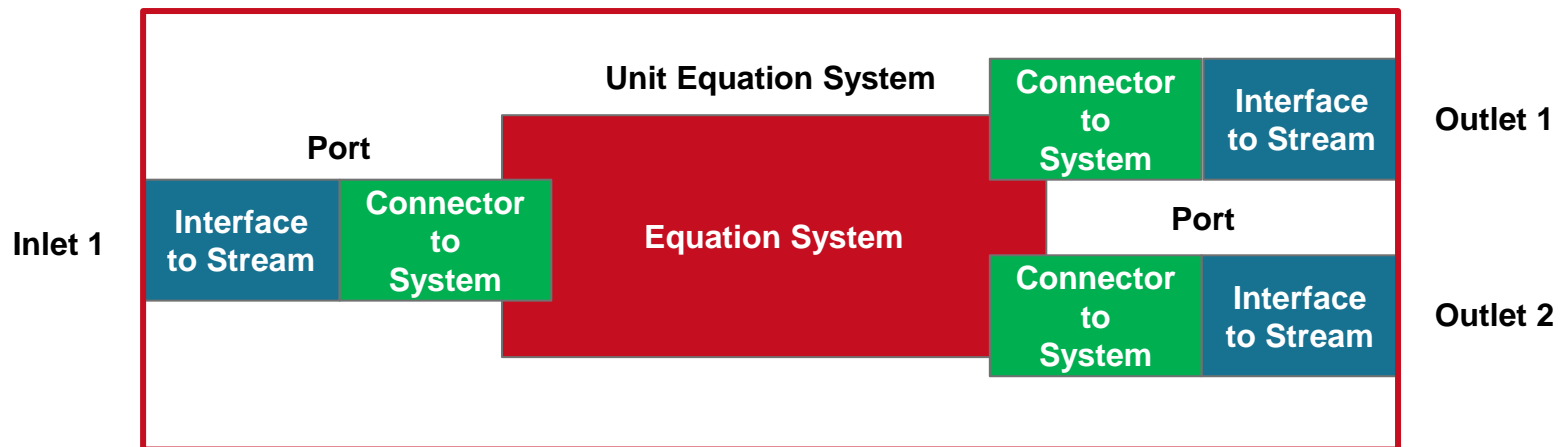 Unit Equation System
Port
Inlet 1
Interface
to Stream
Connector
to
System
Equation System
Connector
to
System
Interface
to Stream
Outlet 1
Port
Connector
to
System
Interface
to Stream
Outlet 2